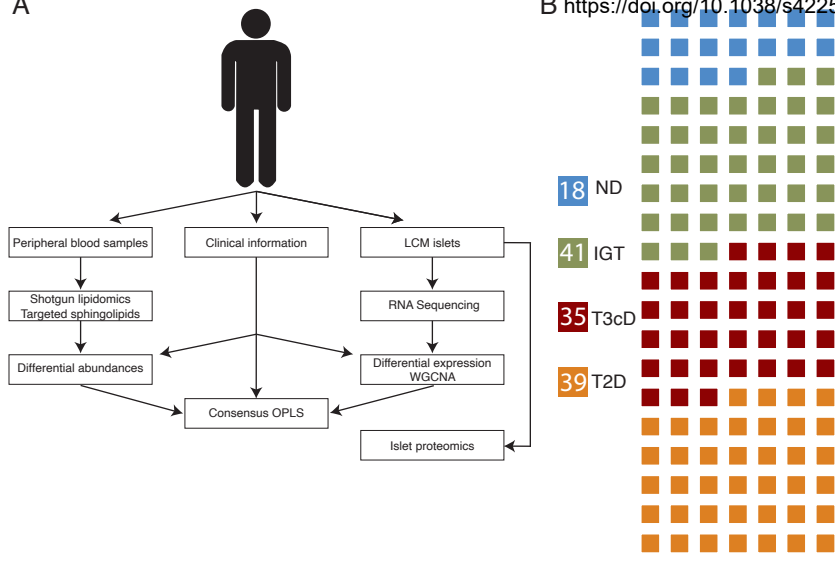 A
B https://doi.org/10.1038/s4225
Peripheral blood samples
Clinical information
LCM islets
Shotgun lipidomics
Targeted sphingolipids
RNA Sequencing
Differential abundances
Differential expression
WGCNA
Consensus OPLS
Islet proteomics
18 ND
41 IGT
35 T3cD
39 T2D